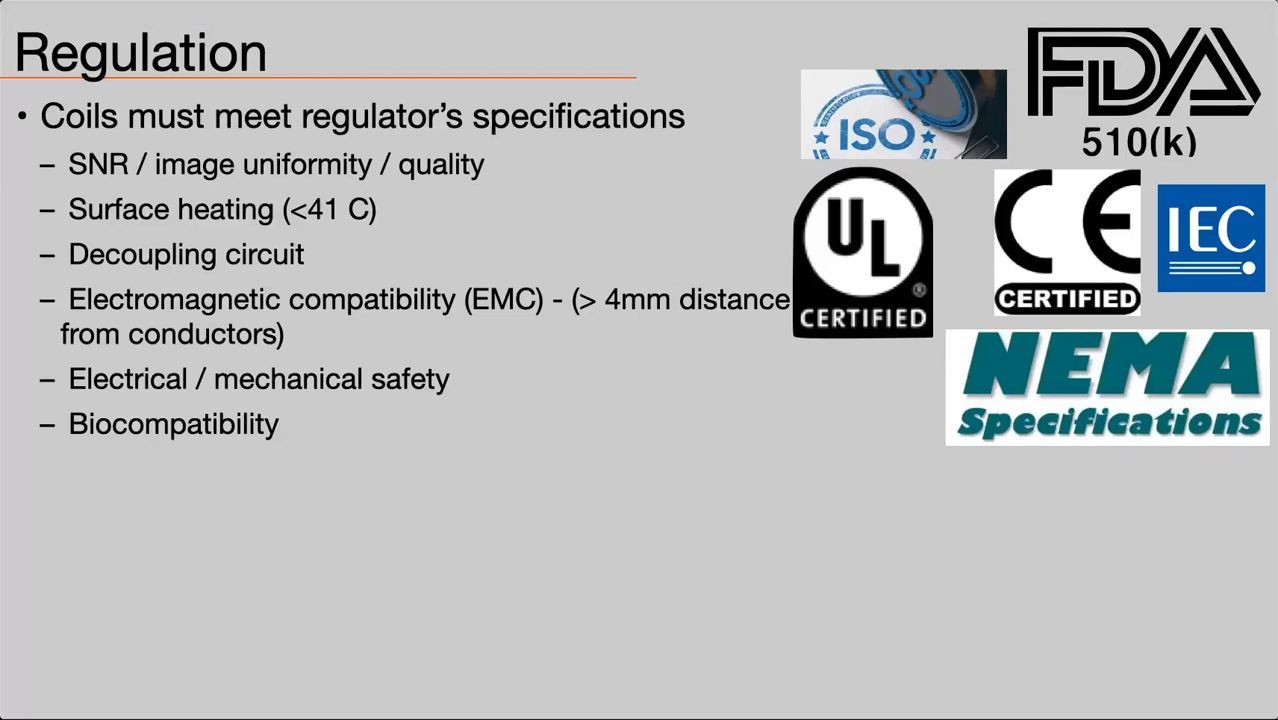 Regulation
• Coils must meet regulator’s specifications
– SNR / image uniformity / quality
– Surface heating (<41 C)
– Decoupling circuit
– Electromagnetic compatibility (EMC) - (> 4mm distance
from conductors)
– Electrical / mechanical safety
– Biocompatibility
ISO
FDA
510(k)
UL
®
CERTIFIED
CE
CERTIFIED
IEC
NEMA
Specifications